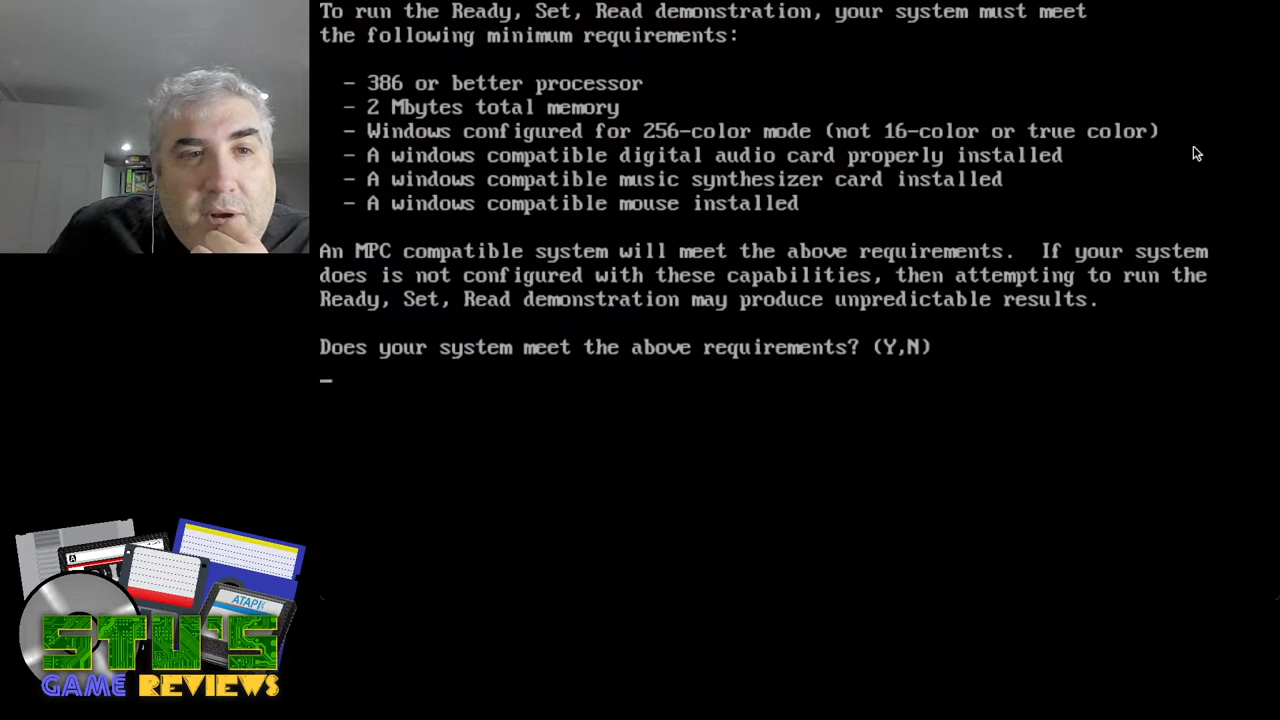 To run the Ready, Set, Read demonstration, your system must meet
the following minimum requirements:
- 386 or better processor
- 2 Mbytes total memory
- Windows configured for 256-color mode (not 16-color or true color)
- A windows compatible digital audio card properly installed
- A windows compatible music synthesizer card installed
- A windows compatible mouse installed
An MPC compatible system will meet the above requirements. If your system
does is not configured with these capabilities, then attempting to run the
Ready, Set, Read demonstration may produce unpredictable results.
Does your system meet the above requirements? (Y,N)
_
A
ATAPI
STU'S
GAME REVIEWS